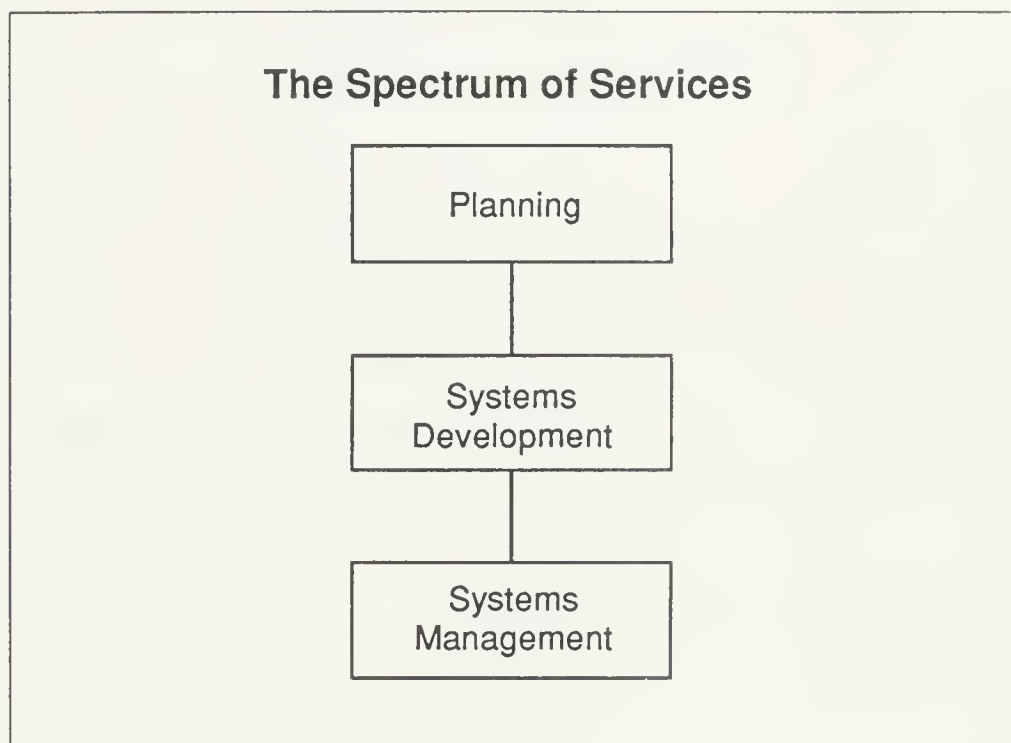 The Spectrum of Services
Planning
Systems
Development
Systems
Management